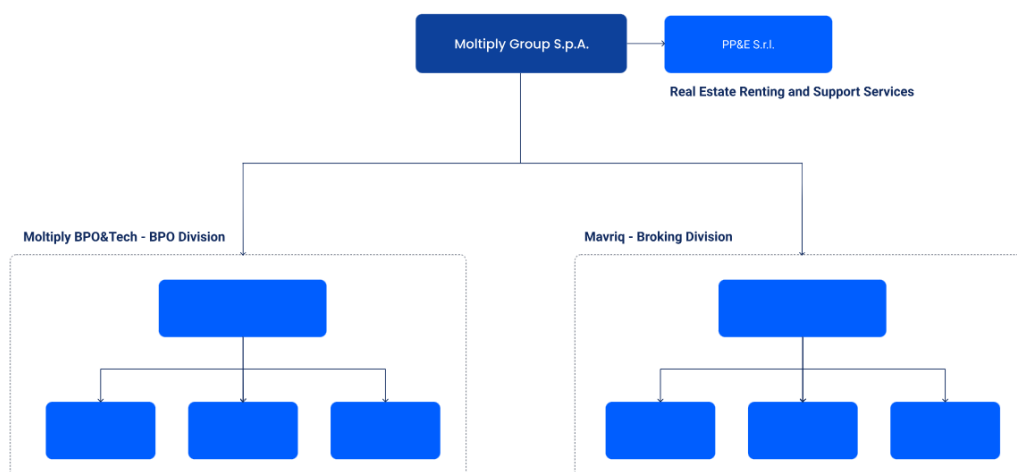 Moltiply Group S.p.A.
PP&E S.r.l.
Real Estate Renting and Support Services
Moltiply BPO&Tech - BPO Division
Mavriq - Broking Division